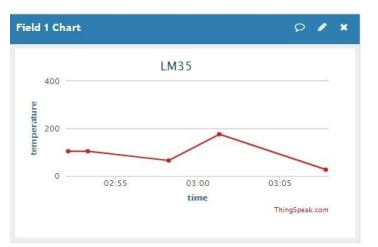 Field 1 Chart
LM35
400
200
0
temperature
02:55 03:00 03:05
time
ThingSpeak.com